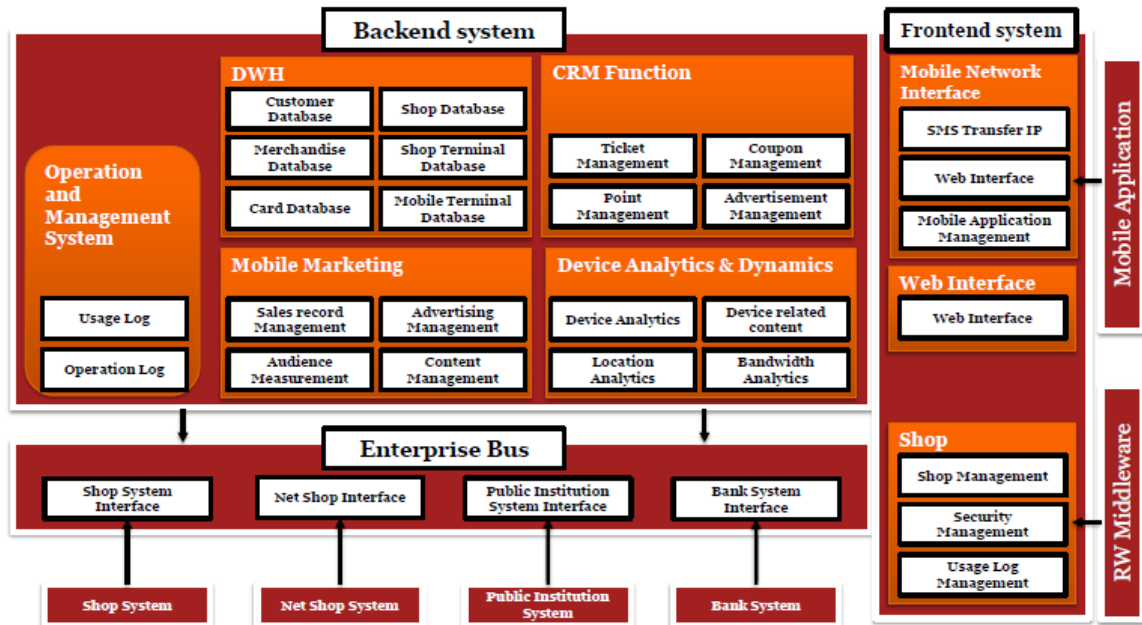 Backend system
DWH
Customer
Database
Shop Database
Merchandise
Database
Shop Terminal
Database
Card Database
Mobile Terminal
Database
CRM Function
Ticket
Management
Coupon
Management
Point
Management
Advertisement
Management
Operation
and
Management
System
Usage Log
Operation Log
Mobile Marketing
Sales record
Management
Advertising
Management
Audience
Measurement
Content
Management
Device Analytics & Dynamics
Device Analytics
Device related
content
Location
Analytics
Bandwidth
Analytics
Enterprise Bus
Shop System
Interface
Net Shop Interface
Public Institution
System Interface
Bank System
Interface
Shop System
Net Shop System
Public Institution
System
Bank System
Frontend system
Mobile Network
Interface
SMS Transfer IP
Web Interface
Mobile Application
Management
Web Interface
Web Interface
Shop
Shop Management
Security
Management
Usage Log
Management
Mobile Application
RW Middleware